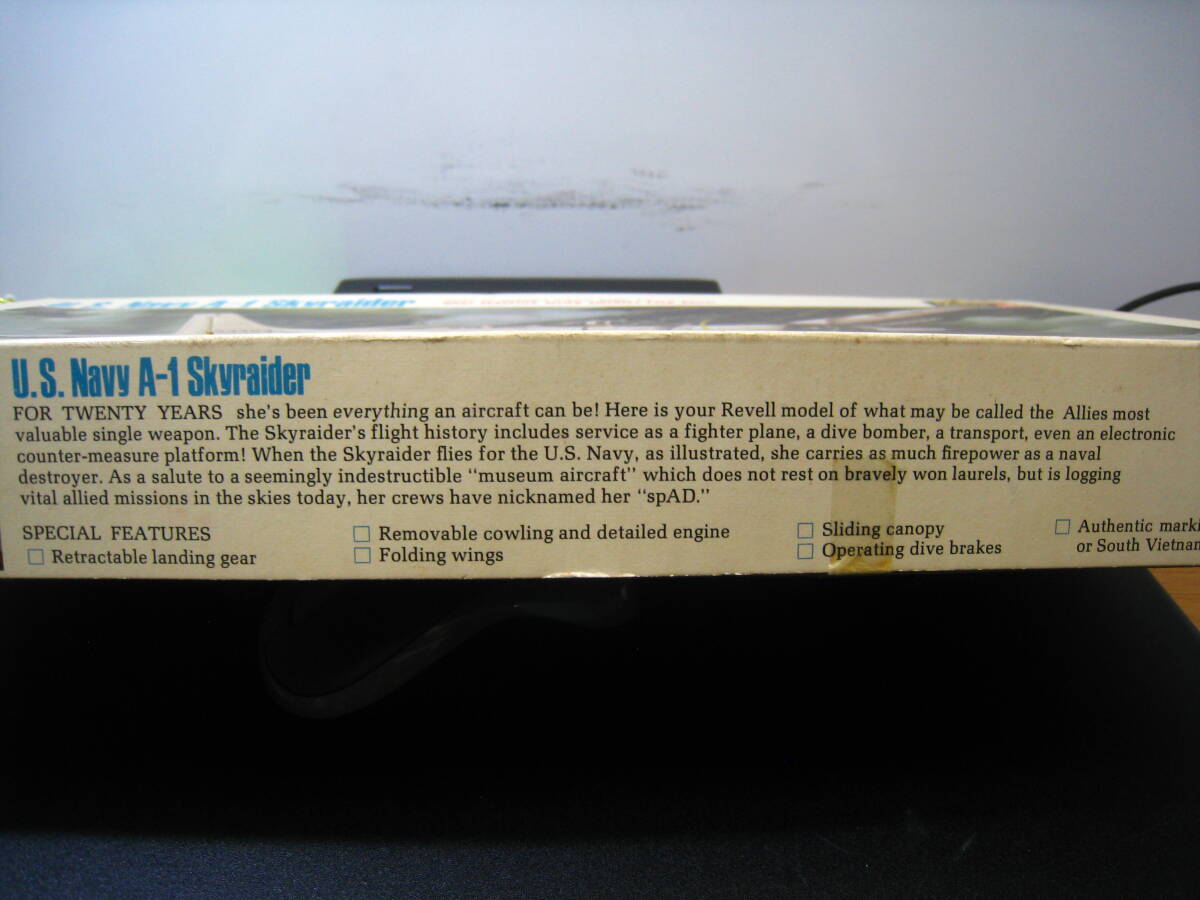 U.S. Navy A-1 Skyraider
U.S. Navy A-1 Skyraider
FOR TWENTY YEARS she's been everything an aircraft can be! Here is your Revell model of what may be called the Allies most
valuable single weapon. The Skyraider's flight history includes service as a fighter plane, a dive bomber, a transport, even an electronic
counter-measure platform! When the Skyraider flies for the U.S. Navy, as illustrated, she carries as much firepower as a naval
destroyer. As a salute to a seemingly indestructible "museum aircraft" which does not rest on bravely won laurels, but is logging
vital allied missions in the skies today, her crews have nicknamed her "spAD."
SPECIAL FEATURES
Retractable landing gear
Removable cowling and detailed engine
Folding wings
Sliding canopy
Operating dive brakes
Authentic marki
or South Vietnam